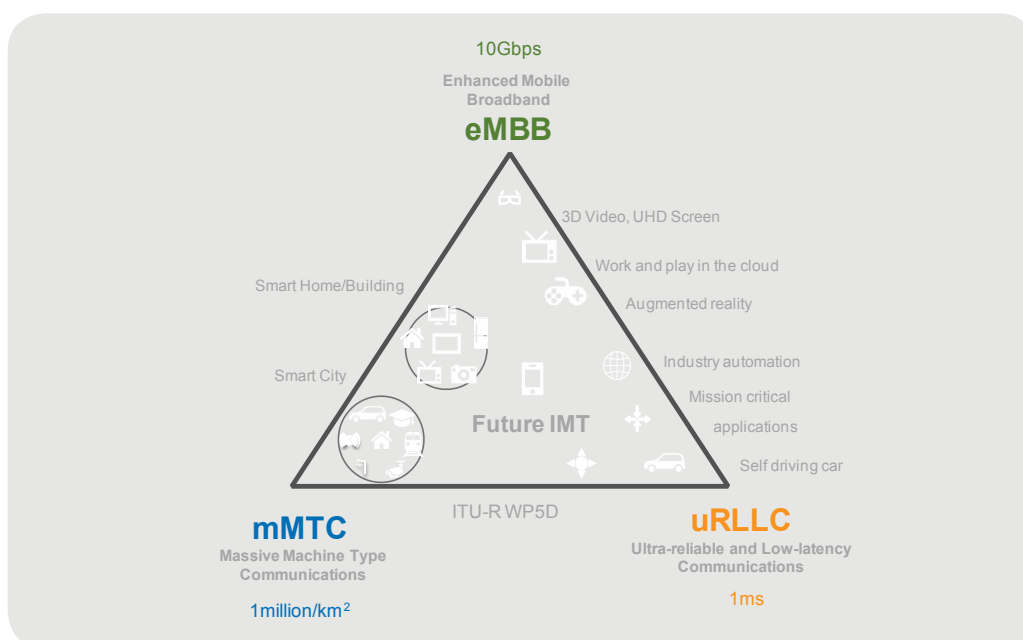 10Gbps
Enhanced Mobile
Broadband
eMBB
3D Video, UHD Screen
Work and play in the cloud
Smart Home/Building
Augmented reality
Industry automation
Smart City
Mission critical
applications
Future IMT
Self driving car
ITU-R WP5D
mMTC
Massive Machine Type
Communications
1million/km²
uRLLC
Ultra-reliable and Low-latency
Communications
1ms